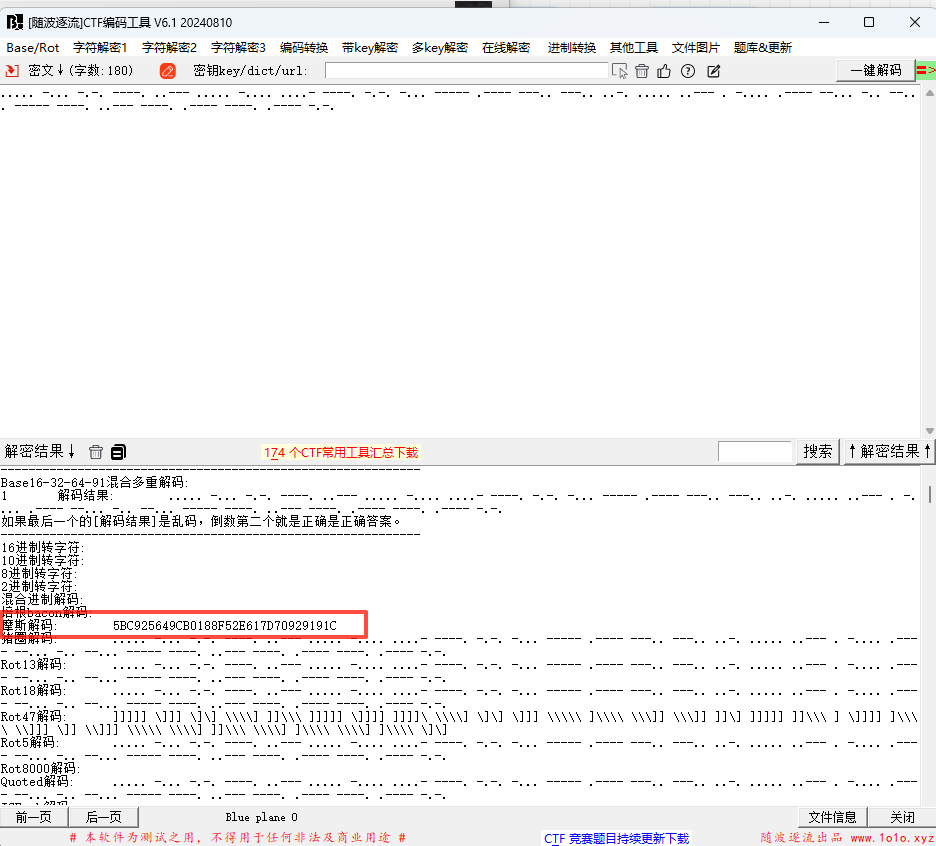 [随波逐流]CTF编码工具 V6.1 20240810
Base/Rot 字符解密1 字符解密2 字符解密3 编码转换 带key解密 多key解密 在线解密 进制转换 其他工具 文件图片 题库&更新
密文↓(字数:180) 密钥key/dict/url: 一键解码 =>
..... -... -.-. ----. ..--- ..... -.... ....- ----. -.-. -... ----- .---- ---.. ---.. ..-. ..... ..--- . -.... .---- --... -.. --...
. ----- ----. ..--- ----. .---- ----. .---- -.-.
解密结果↓ 174 个CTF常用工具汇总下载 搜索 ↑解密结果↑
------------------------------------------------------------
Base16-32-64-91混合多重解码:
1 解码结果: ..... -... -.-. ----. ..--- ..... -.... ....- ----. -.-. -... ----- .---- ---.. ---.. ..-. ..... ..--- . -.
... .---- --... -.. --... ----- ----. ..--- ----. .---- ----. .---- -.-.
如果最后一个的[解码结果]是乱码，倒数第二个就是正确是正确答案。
------------------------------------------------------------
16进制转字符:
10进制转字符:
8进制转字符:
2进制转字符:
混合进制解码:
培根bacon解码:
摩斯解码: 5BC925649CB0188F52E617D70929191C
猪圈解码: ..... -... -.-. ----. ..--- ..... -.... ....- ----. -.-. -... ----- .---- ---.. ---.. ..-. ..... ..--- . -.... .---
- --... -.. --... ----- ----. ..--- ----. .---- ----. .---- -.-.
Rot13解码: ..... -... -.-. ----. ..--- ..... -.... ....- ----. -.-. -... ----- .---- ---.. ---.. ..-. ..... ..--- . -.... .---
- --... -.. --... ----- ----. ..--- ----. .---- ----. .---- -.-.
Rot18解码: ..... -... -.-. ----. ..--- ..... -.... ....- ----. -.-. -... ----- .---- ---.. ---.. ..-. ..... ..--- . -.... .---
- --... -.. --... ----- ----. ..--- ----. .---- ----. .---- -.-.
Rot47解码: ]]]]] \]]] \]\] \\\\] ]]\\\ ]]]]] \]]]] ]]]]\ \\\\] \]\] \]]] \\\\\ ]\\\\ \\\]] \\\]] ]]\] ]]]]] ]]\\\ ] \]]]] ]\\\
\ \\]]] \]] \\]]] \\\\\ \\\\] ]]\\\ \\\\] ]\\\\ \\\\] ]\\\\ \]\]
Rot5解码: ..... -... -.-. ----. ..--- ..... -.... ....- ----. -.-. -... ----- .---- ---.. ---.. ..-. ..... ..--- . -.... .---
- --... -.. --... ----- ----. ..--- ----. .---- ----. .---- -.-.
Rot8000解码:
Quoted解码: ..... -... -.-. ----. ..--- ..... -.... ....- ----. -.-. -... ----- .---- ---.. ---.. ..-. ..... ..--- . -.... .---
- --... -.. --... ----- ----. ..--- ----. .---- ----. .---- -.-.
前一页 后一页 Blue plane 0 文件信息 关闭
# 本软件为测试之用，不得用于任何非法及商业用途 # CTF 竞赛题目持续更新下载 随波逐流出品 www.1o1o.xyz